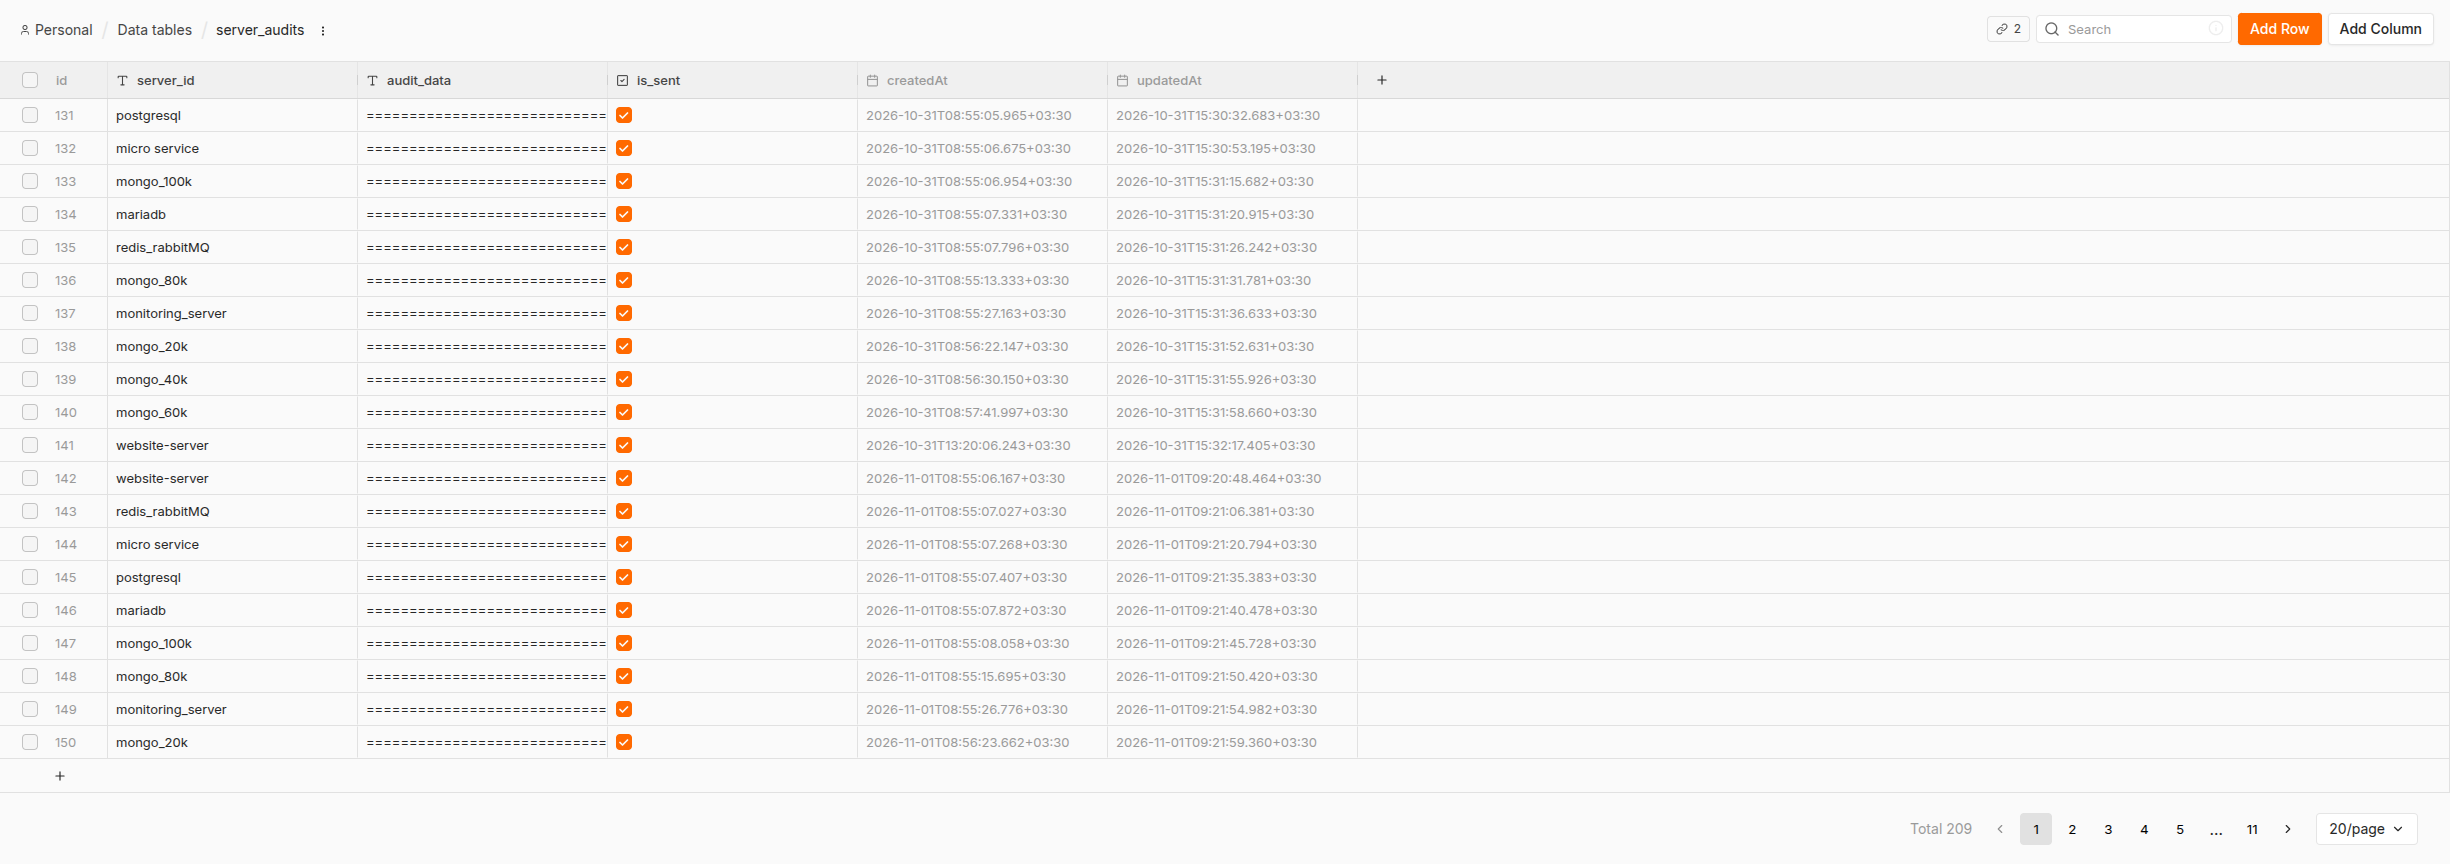 Personal / Data tables / server_audits
2 Search Add Row Add Column
id server_id audit_data is_sent createdAt updatedAt
131 postgresql ============================ 2026-10-31T08:55:05.965+03:30 2026-10-31T15:30:32.683+03:30
132 micro service ============================ 2026-10-31T08:55:06.675+03:30 2026-10-31T15:30:53.195+03:30
133 mongo_100k ============================ 2026-10-31T08:55:06.954+03:30 2026-10-31T15:31:15.682+03:30
134 mariadb ============================ 2026-10-31T08:55:07.331+03:30 2026-10-31T15:31:20.915+03:30
135 redis_rabbitMQ ============================ 2026-10-31T08:55:07.796+03:30 2026-10-31T15:31:26.242+03:30
136 mongo_80k ============================ 2026-10-31T08:55:13.333+03:30 2026-10-31T15:31:31.781+03:30
137 monitoring_server ============================ 2026-10-31T08:55:27.163+03:30 2026-10-31T15:31:36.633+03:30
138 mongo_20k ============================ 2026-10-31T08:56:22.147+03:30 2026-10-31T15:31:52.631+03:30
139 mongo_40k ============================ 2026-10-31T08:56:30.150+03:30 2026-10-31T15:31:55.926+03:30
140 mongo_60k ============================ 2026-10-31T08:57:41.997+03:30 2026-10-31T15:31:58.660+03:30
141 website-server ============================ 2026-10-31T13:20:06.243+03:30 2026-10-31T15:32:17.405+03:30
142 website-server ============================ 2026-11-01T08:55:06.167+03:30 2026-11-01T09:20:48.464+03:30
143 redis_rabbitMQ ============================ 2026-11-01T08:55:07.027+03:30 2026-11-01T09:21:06.381+03:30
144 micro service ============================ 2026-11-01T08:55:07.268+03:30 2026-11-01T09:21:20.794+03:30
145 postgresql ============================ 2026-11-01T08:55:07.407+03:30 2026-11-01T09:21:35.383+03:30
146 mariadb ============================ 2026-11-01T08:55:07.872+03:30 2026-11-01T09:21:40.478+03:30
147 mongo_100k ============================ 2026-11-01T08:55:08.058+03:30 2026-11-01T09:21:45.728+03:30
148 mongo_80k ============================ 2026-11-01T08:55:15.695+03:30 2026-11-01T09:21:50.420+03:30
149 monitoring_server ============================ 2026-11-01T08:55:26.776+03:30 2026-11-01T09:21:54.982+03:30
150 mongo_20k ============================ 2026-11-01T08:56:23.662+03:30 2026-11-01T09:21:59.360+03:30
Total 209 1 2 3 4 5 ... 11 20/page